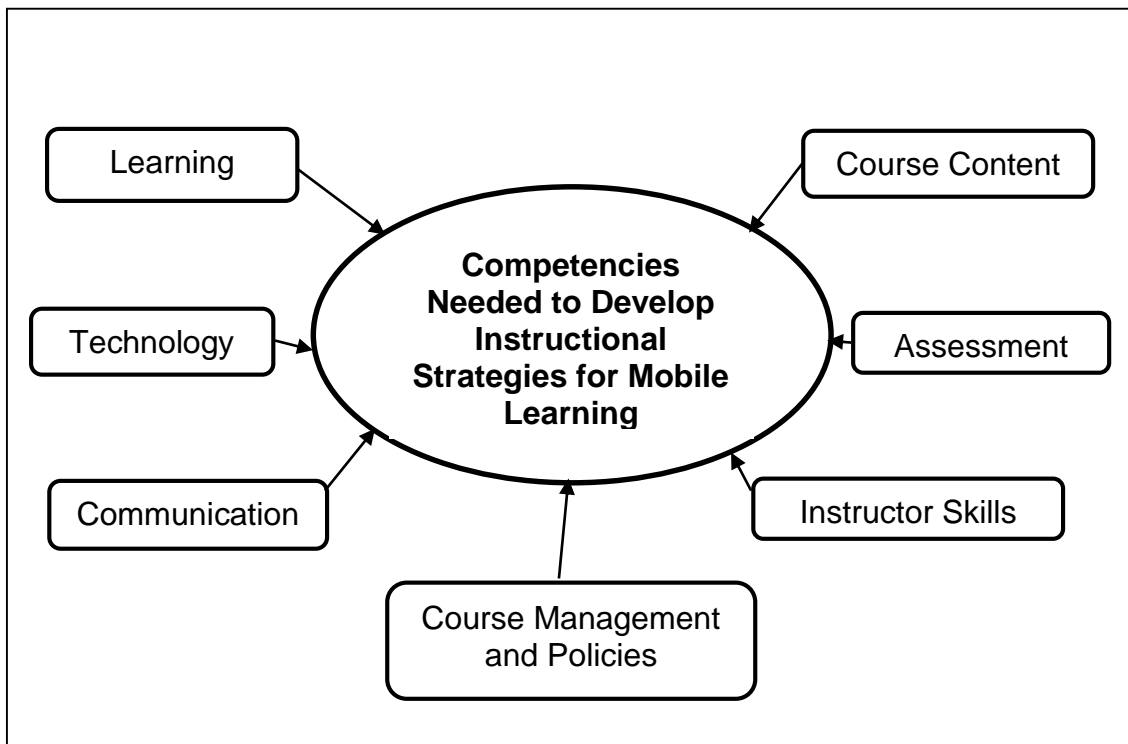 Learning
Course Content
Competencies
Needed to Develop
Instructional
Strategies for Mobile
Learning
Technology
Assessment
Communication
Instructor Skills
Course Management
and Policies